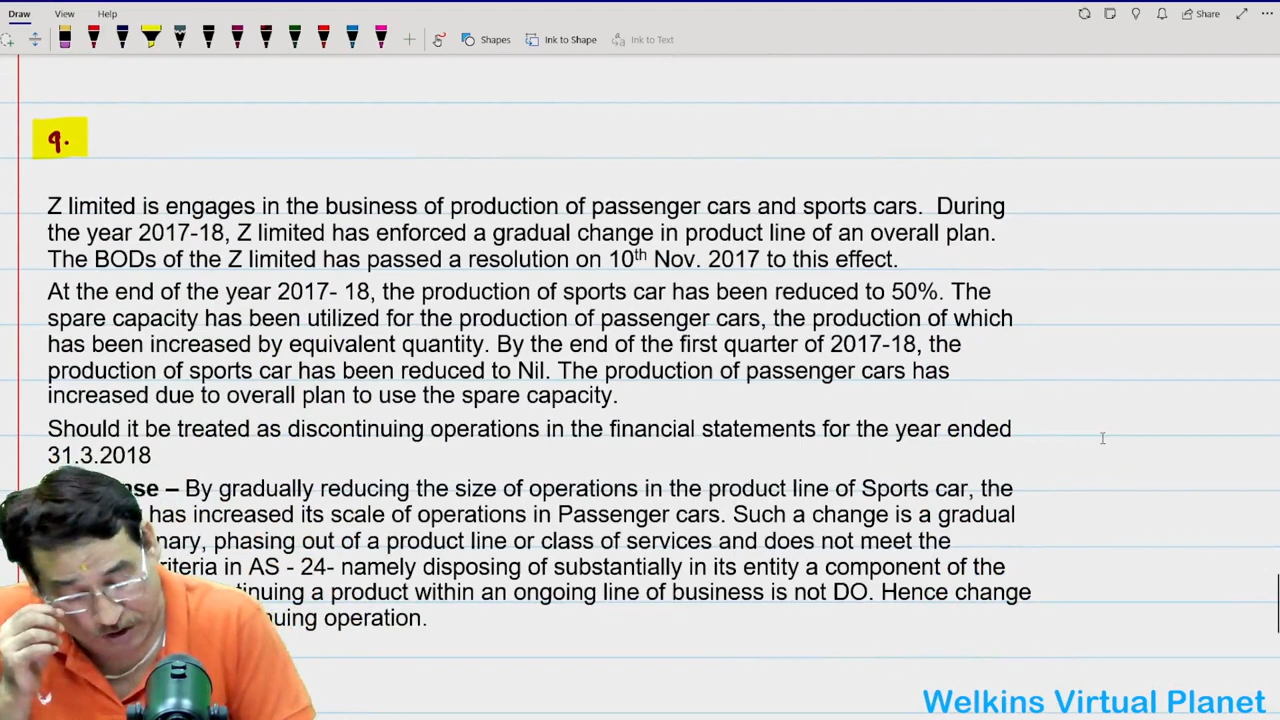 Draw View Help
Shapes Ink to Shape Ink to Text Share
9.
Z limited is engages in the business of production of passenger cars and sports cars. During
the year 2017-18, Z limited has enforced a gradual change in product line of an overall plan.
The BODs of the Z limited has passed a resolution on 10th Nov. 2017 to this effect.
At the end of the year 2017- 18, the production of sports car has been reduced to 50%. The
spare capacity has been utilized for the production of passenger cars, the production of which
has been increased by equivalent quantity. By the end of the first quarter of 2017-18, the
production of sports car has been reduced to Nil. The production of passenger cars has
increased due to overall plan to use the spare capacity.
Should it be treated as discontinuing operations in the financial statements for the year ended
31.3.2018
– By gradually reducing the size of operations in the product line of Sports car, the
has increased its scale of operations in Passenger cars. Such a change is a gradual
phasing out of a product line or class of services and does not meet the
in AS - 24- namely disposing of substantially in its entity a component of the
a product within an ongoing line of business is not DO. Hence change
operation.
Welkins Virtual Planet